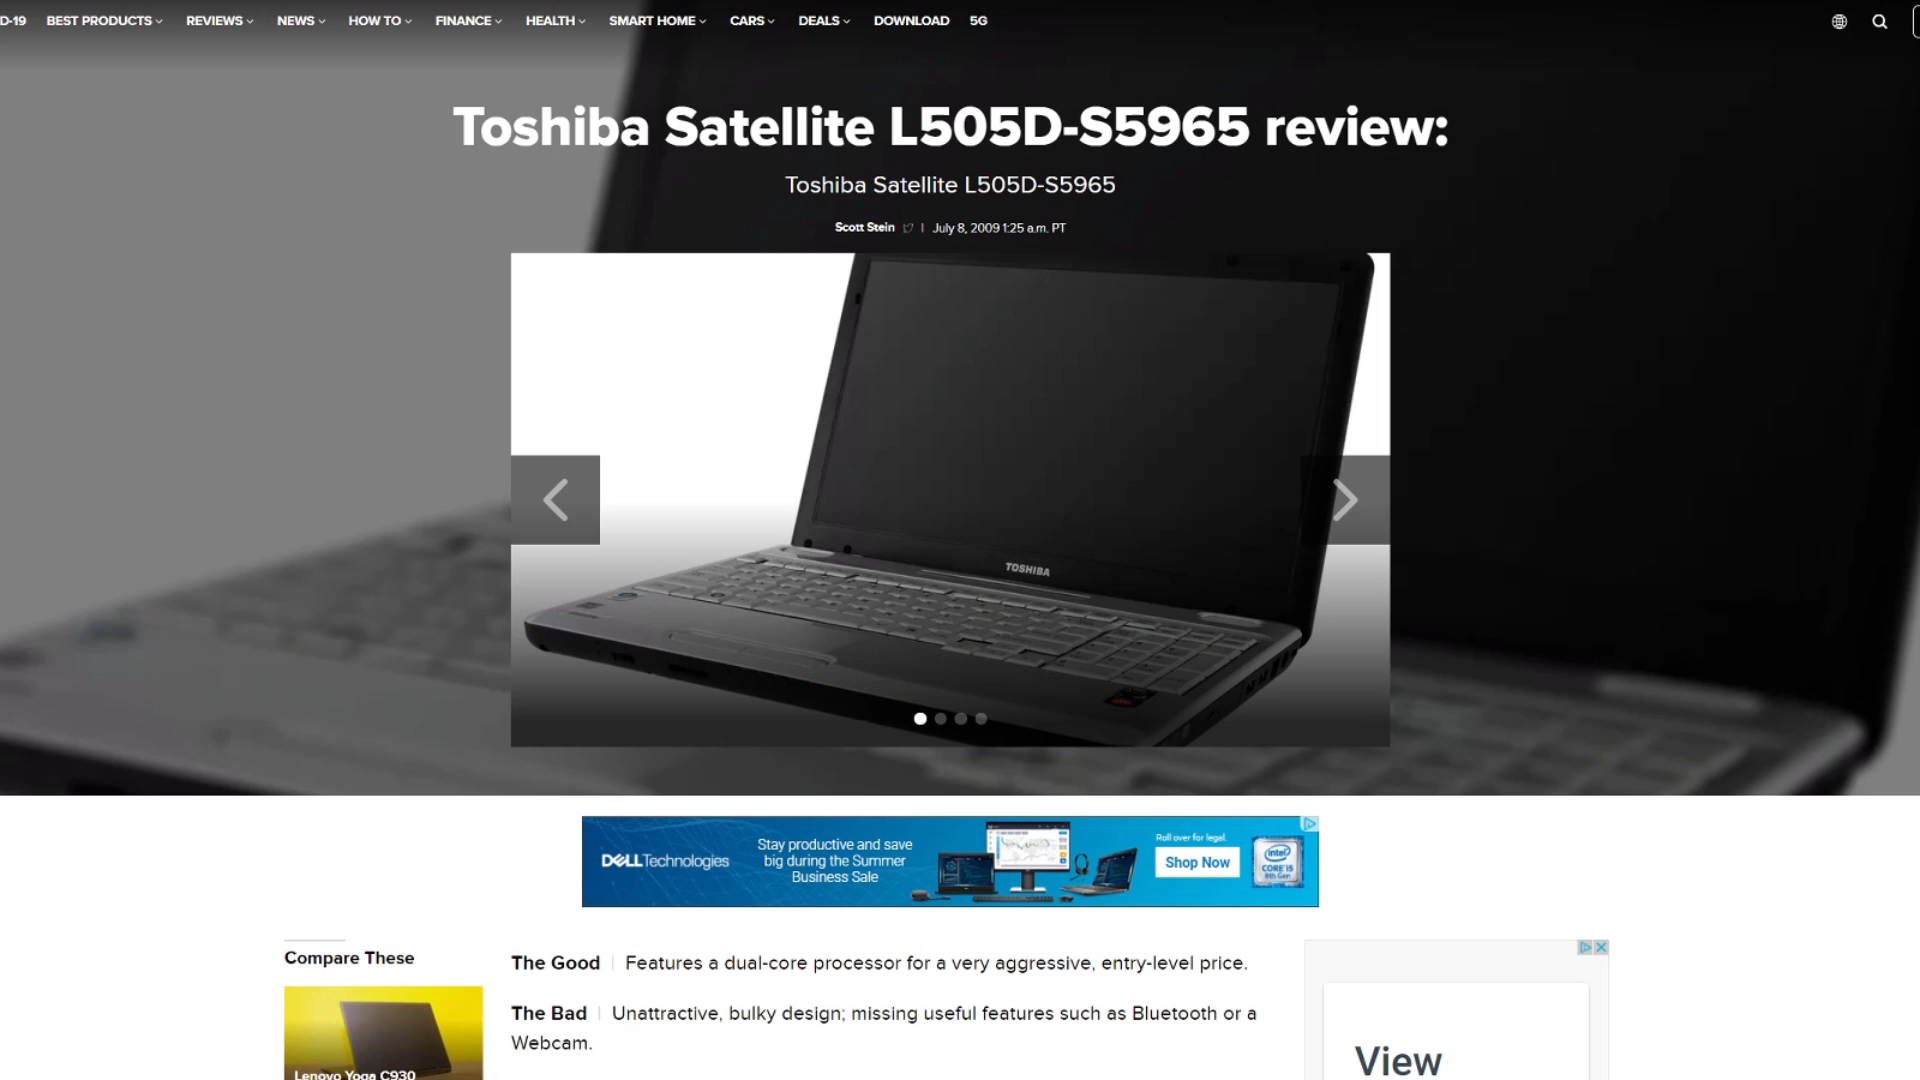 D-19 BEST PRODUCTS REVIEWS NEWS HOW TO FINANCE HEALTH SMART HOME CARS DEALS DOWNLOAD 5G
Toshiba Satellite L505D-S5965 review:
Toshiba Satellite L505D-S5965
Scott Stein | July 8, 2009 1:25 a.m. PT
TOSHIBA
DELL Technologies
Stay productive and save
big during the Summer
Business Sale
Roll over for legal.
Shop Now
intel
CORE i5
8th Gen
Compare These
Lenovo Yoga C930
The Good | Features a dual-core processor for a very aggressive, entry-level price.
The Bad | Unattractive, bulky design; missing useful features such as Bluetooth or a
Webcam.
View